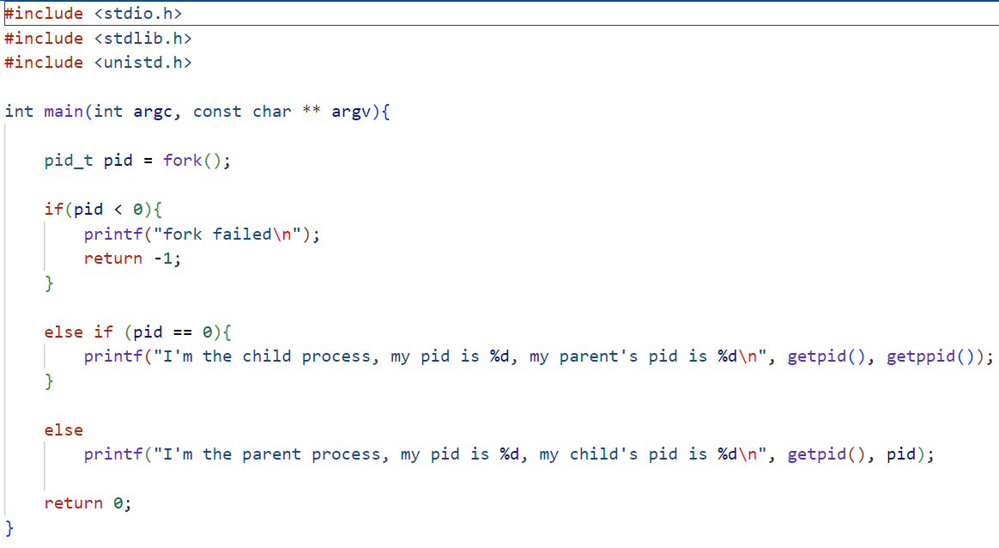 #include <stdio.h>
#include <stdlib.h>
#include <unistd.h>
int main(int argc, const char ** argv){
pid_t pid = fork();
if(pid < 0){
printf("fork failed\n");
return -1;
}
else if (pid == 0){
printf("I'm the child process, my pid is %d, my parent's pid is %d\n", getpid(), getppid());
}
else
printf("I'm the parent process, my pid is %d, my child's pid is %d\n", getpid(), pid);
return 0;
}